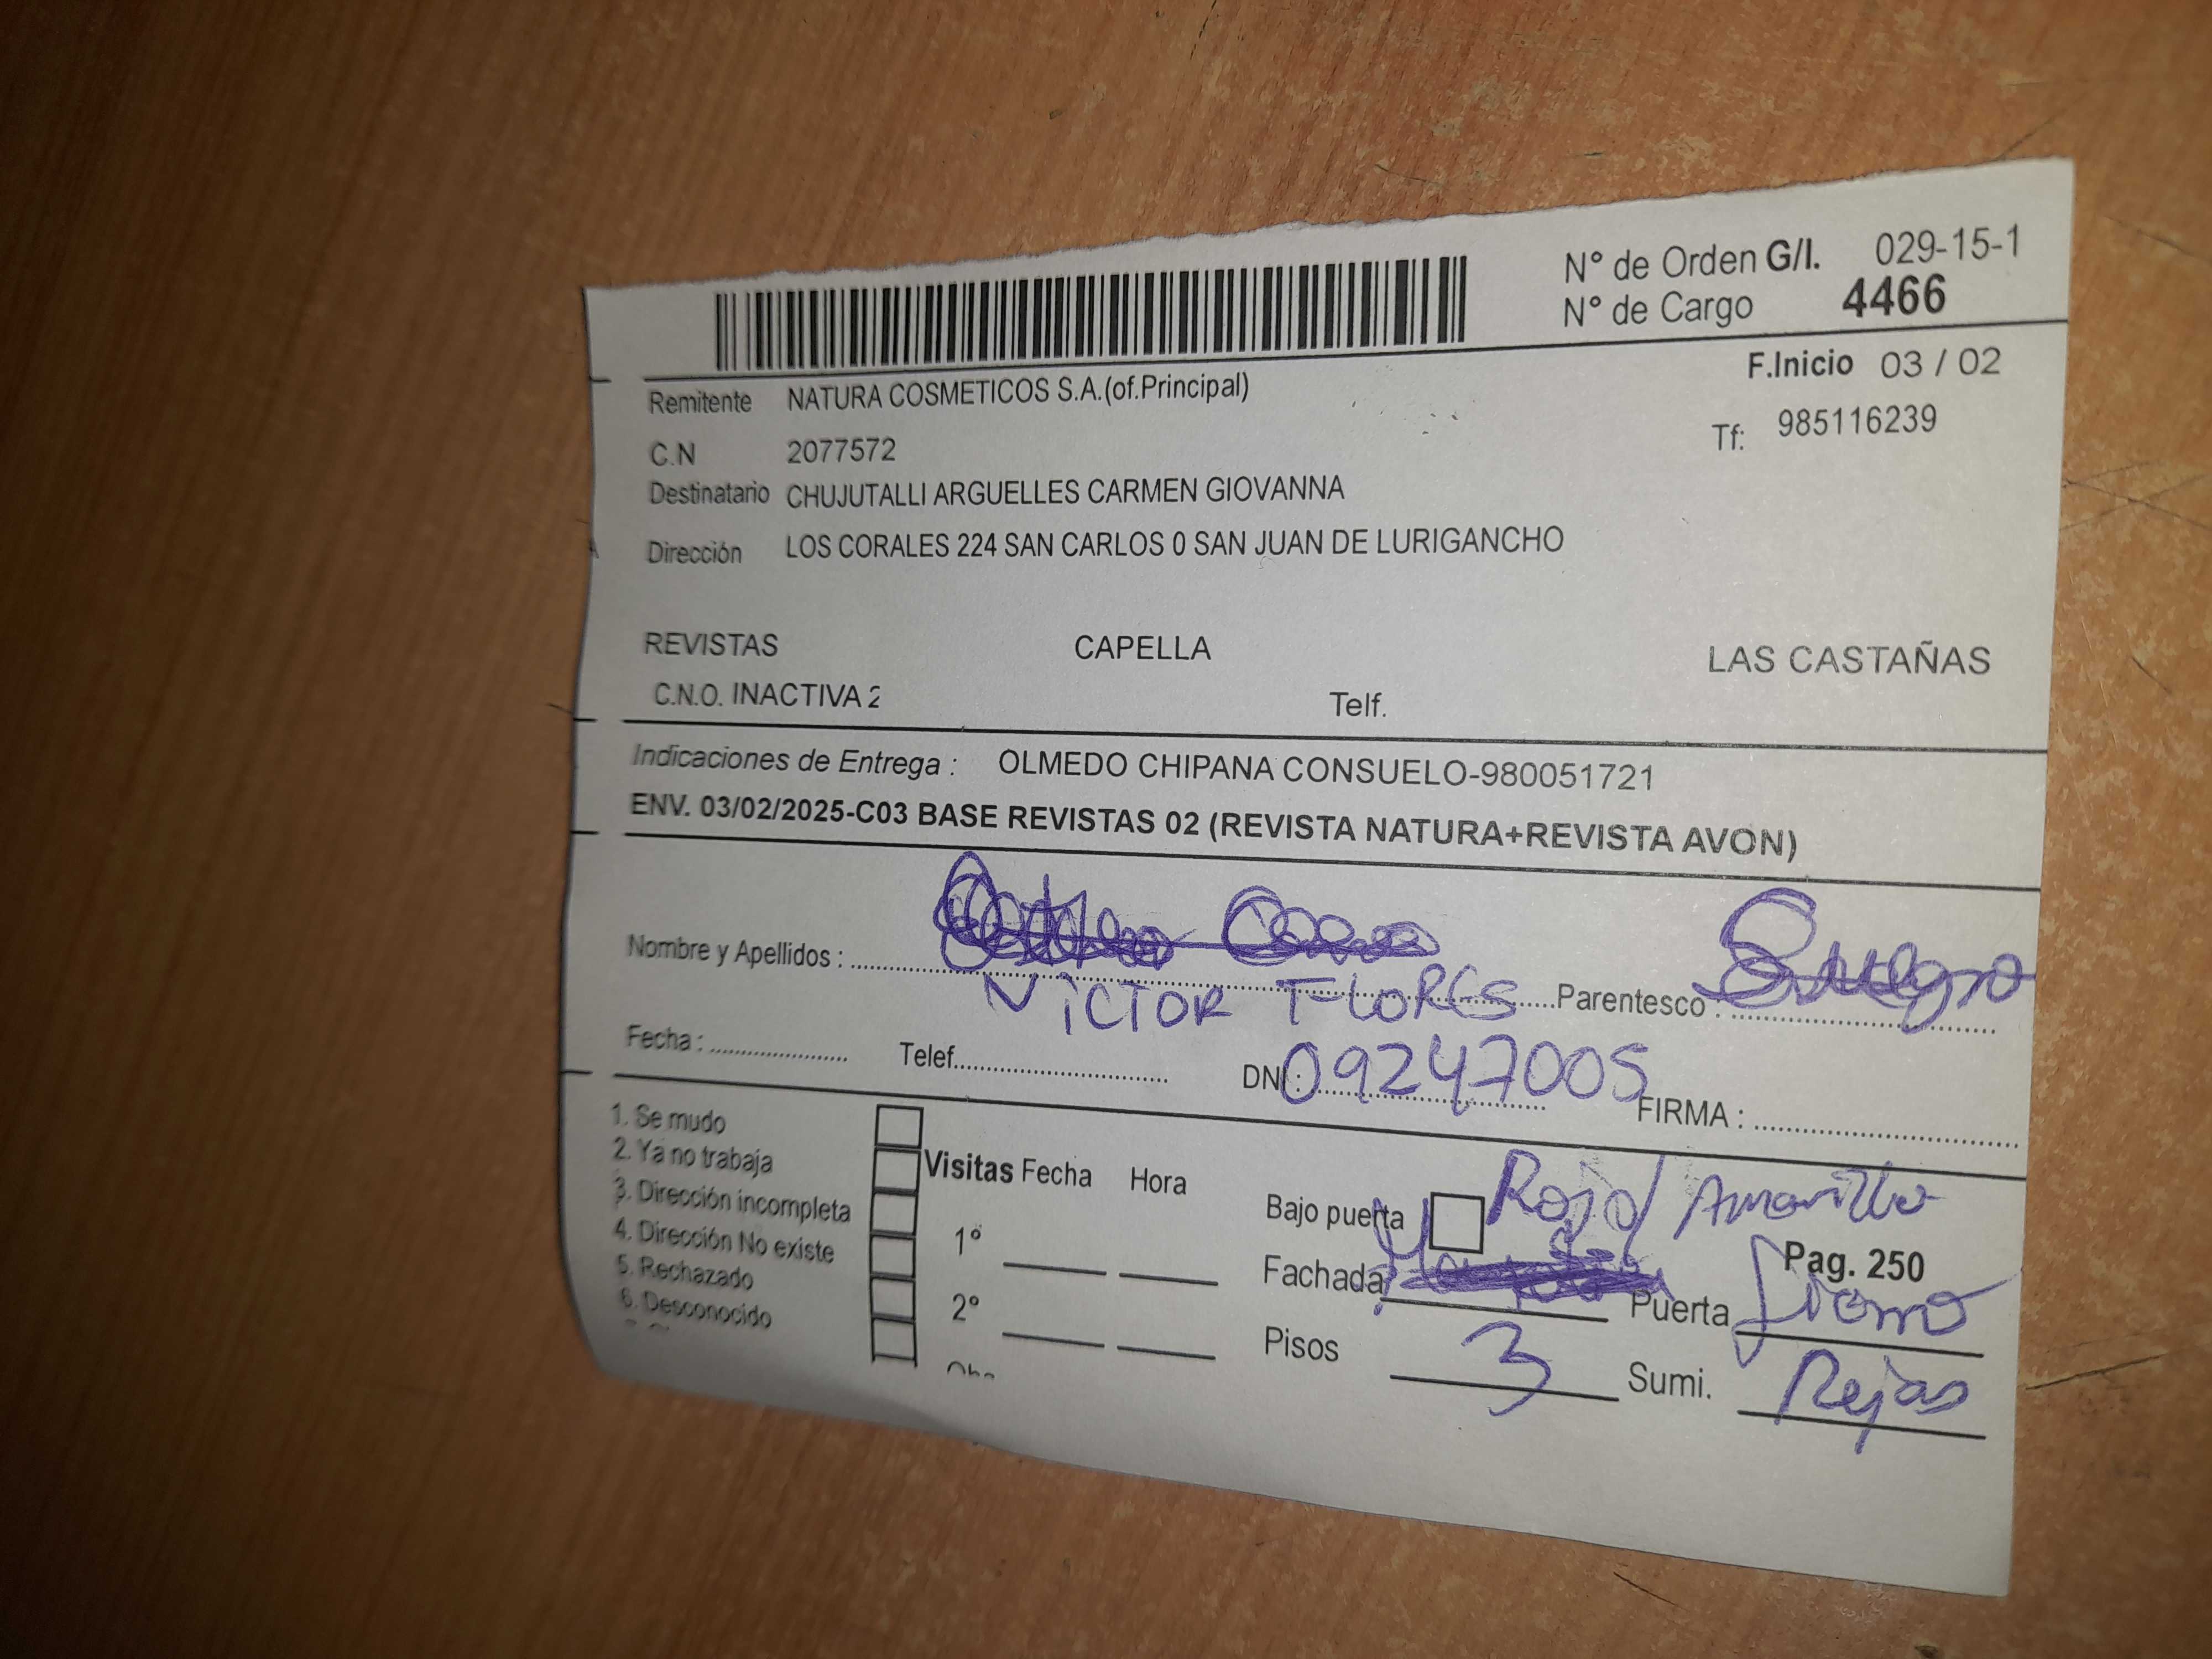 N° de Orden G/I. 029-15-1
N° de Cargo 4466
F.Inicio 03 / 02
Remitente NATURA COSMETICOS S.A.(of.Principal)
Tf: 985116239
C.N 2077572
Destinatario CHUJUTALLI ARGUELLES CARMEN GIOVANNA
Dirección LOS CORALES 224 SAN CARLOS 0 SAN JUAN DE LURIGANCHO
REVISTAS CAPELLA LAS CASTAÑAS
C.N.O. INACTIVA 2 Telf.
Indicaciones de Entrega : OLMEDO CHIPANA CONSUELO-980051721
ENV. 03/02/2025-C03 BASE REVISTAS 02 (REVISTA NATURA+REVISTA AVON)
Nombre y Apellidos : VICTOR FLORES Parentesco : Suegro
Fecha : Telef. DNI : 09247005 FIRMA :
1. Se mudo
2. Ya no trabaja
3. Dirección incompleta
4. Dirección No existe
5. Rechazado
6. Desconocido
Visitas Fecha Hora
1°
2°
Bajo puerta Rojo/ Amarillo
Pag. 250
Fachada Puerta Fierro
Pisos 3 Sumi. Rejas